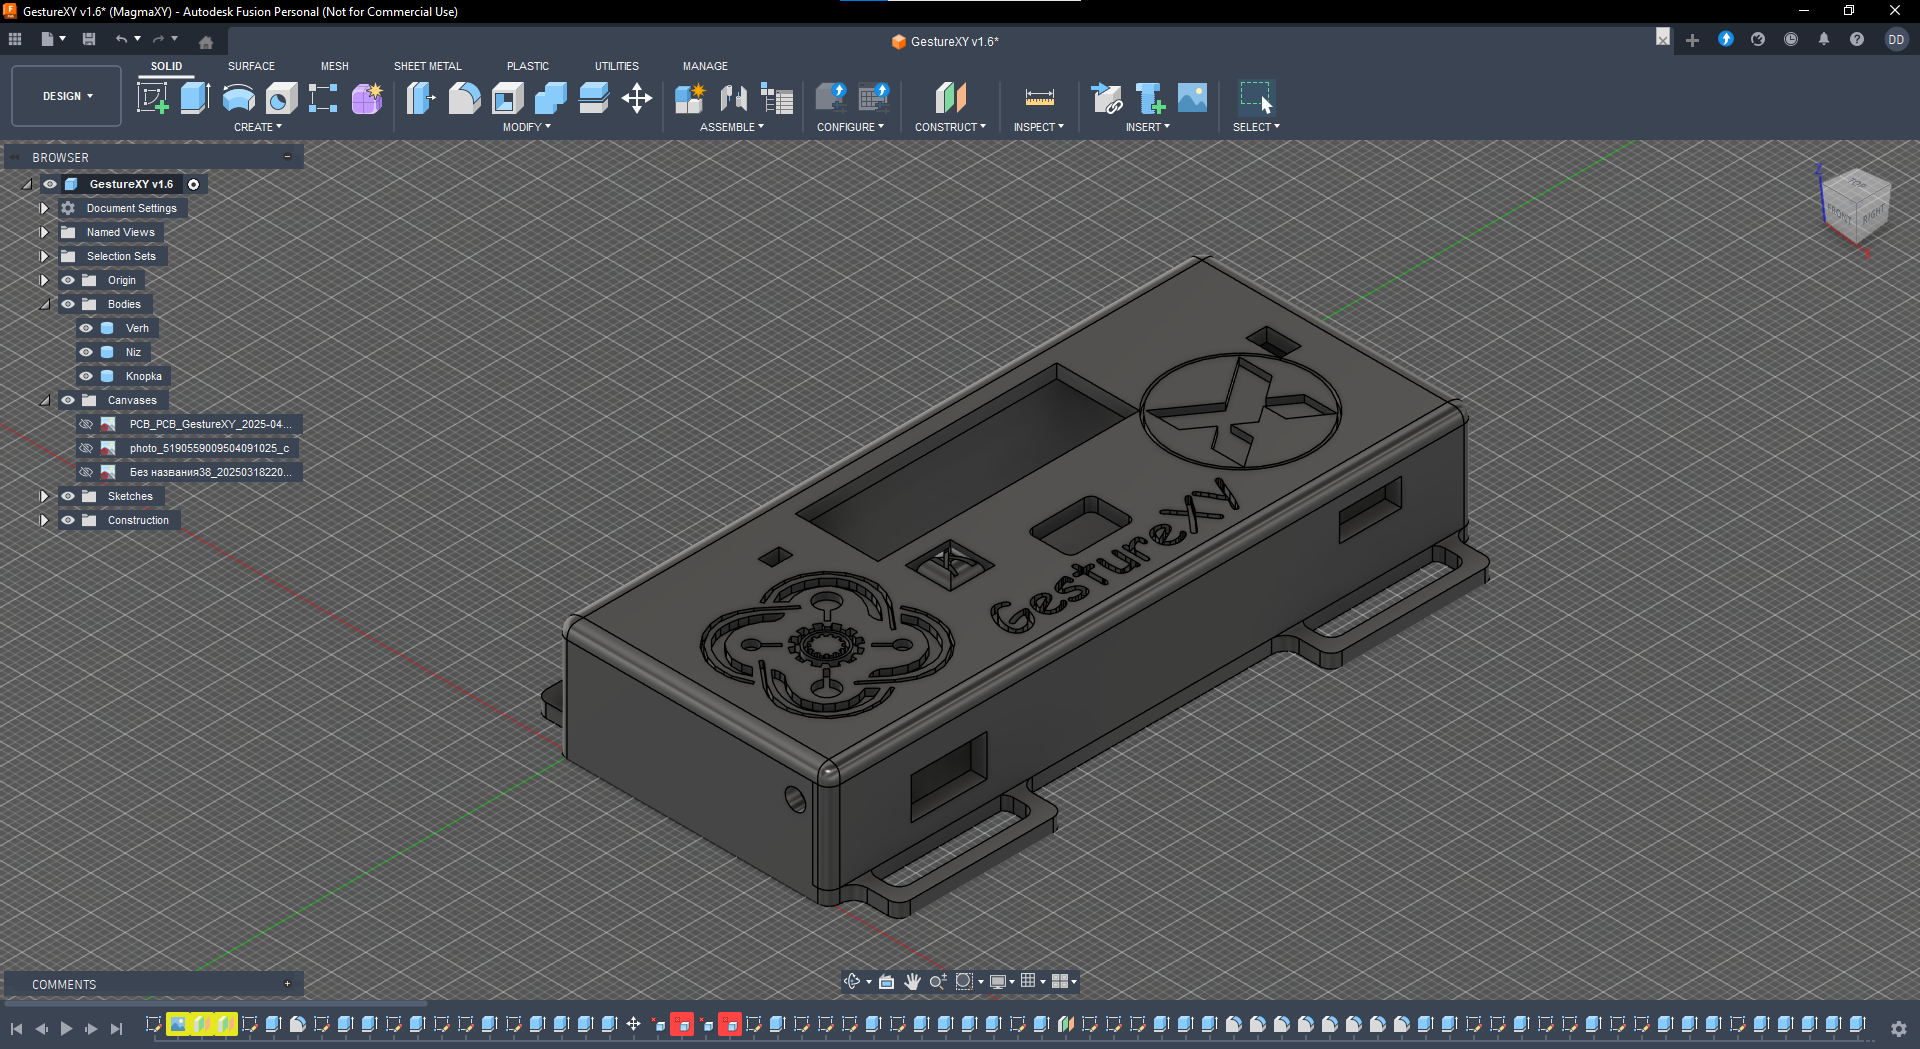 GestureXY v1.6* (MagmaXY) - Autodesk Fusion Personal (Not for Commercial Use)
GestureXY v1.6*
DD
DESIGN
SOLID
SURFACE
MESH
SHEET METAL
PLASTIC
UTILITIES
MANAGE
CREATE
MODIFY
ASSEMBLE
CONFIGURE
CONSTRUCT
INSPECT
INSERT
SELECT
BROWSER
GestureXY v1.6
Document Settings
Named Views
Selection Sets
Origin
Bodies
Verh
Niz
Knopka
Canvases
PCB_PCB_GestureXY_2025-04...
photo_5190559009504091025_c
Без названия38_20250318220...
Sketches
Construction
Z
TOP
FRONT
RIGHT
X
GestureXY
COMMENTS